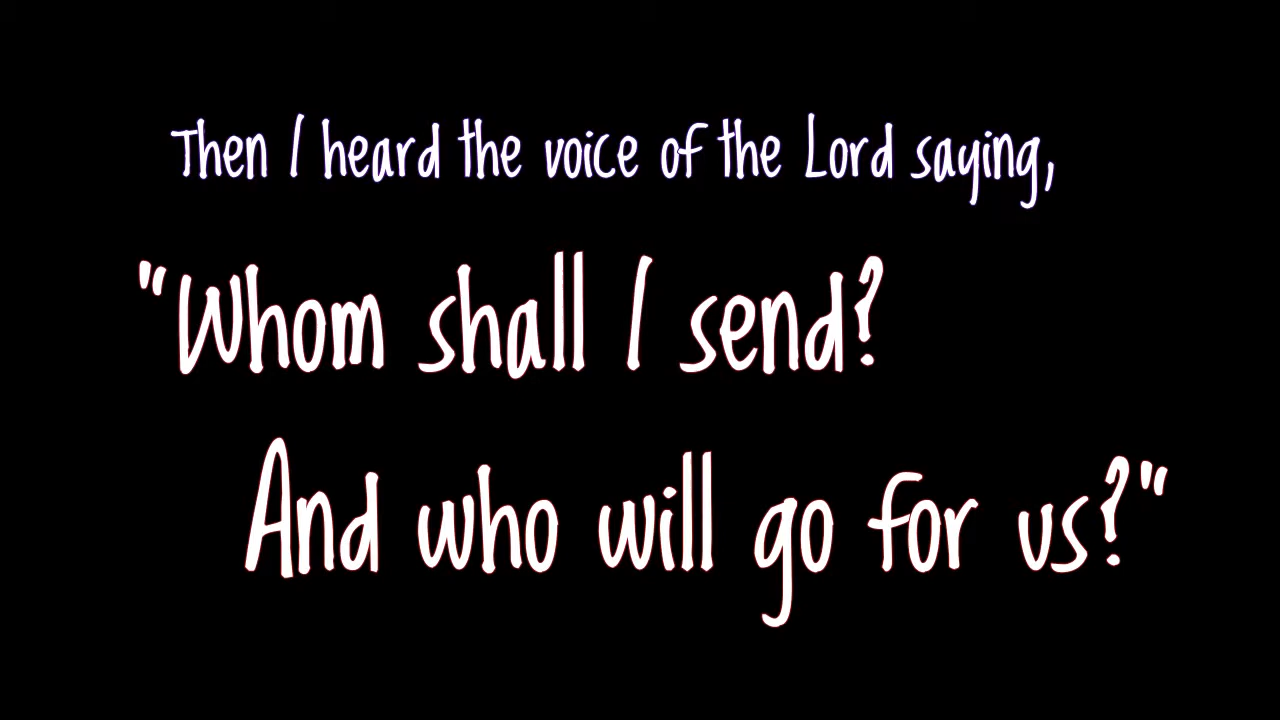 Then I heard the voice of the Lord saying,
"Whom shall I send?
And who will go for us?"